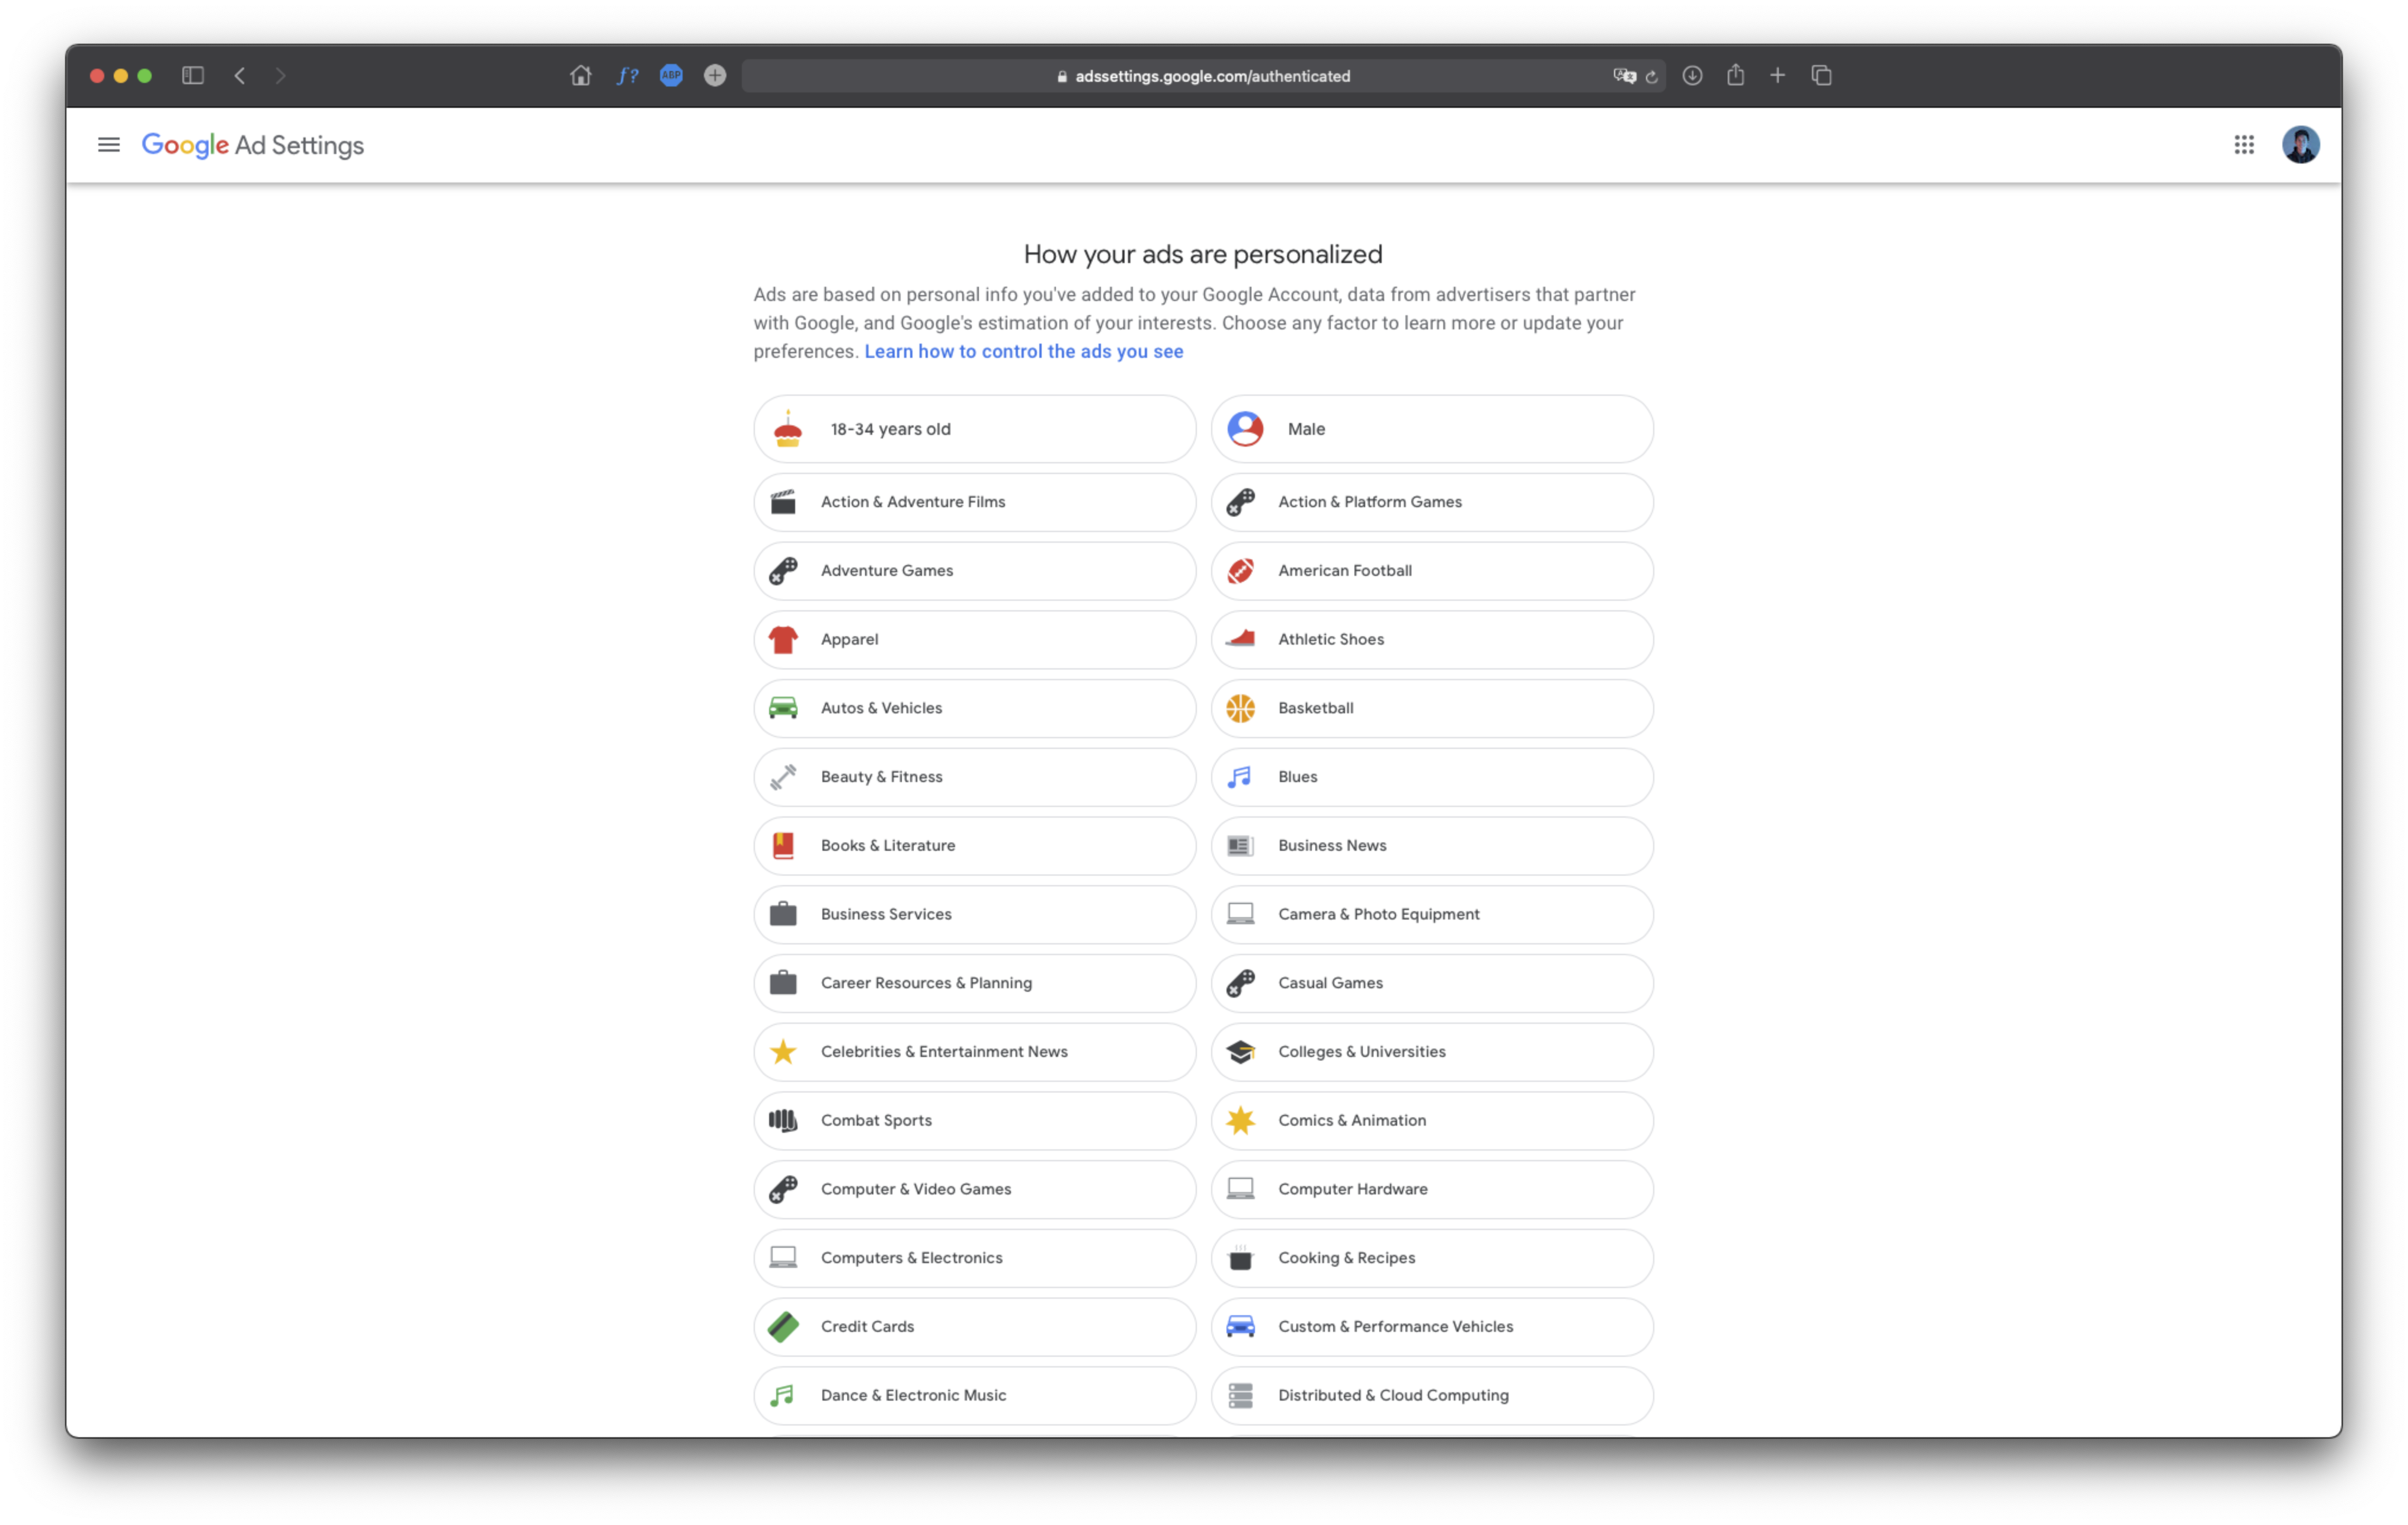 f?
ABP
adssettings.google.com/authenticated
Google Ad Settings
How your ads are personalized
Ads are based on personal info you've added to your Google Account, data from advertisers that partner
with Google, and Google's estimation of your interests. Choose any factor to learn more or update your
preferences. Learn how to control the ads you see
18-34 years old
Male
Action & Adventure Films
Action & Platform Games
Adventure Games
American Football
Apparel
Athletic Shoes
Autos & Vehicles
Basketball
Beauty & Fitness
Blues
Books & Literature
Business News
Business Services
Camera & Photo Equipment
Career Resources & Planning
Casual Games
Celebrities & Entertainment News
Colleges & Universities
Combat Sports
Comics & Animation
Computer & Video Games
Computer Hardware
Computers & Electronics
Cooking & Recipes
Credit Cards
Custom & Performance Vehicles
Dance & Electronic Music
Distributed & Cloud Computing